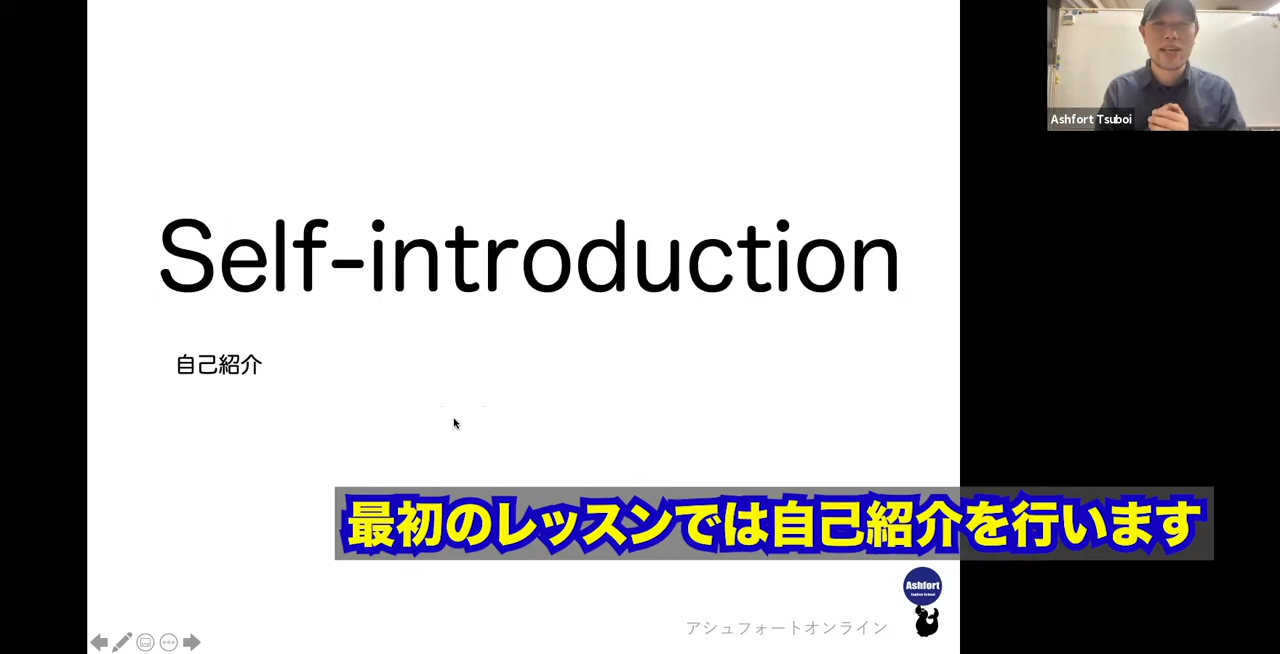 Ashfort Tsuboi
Self-introduction
自己紹介
最初のレッスンでは自己紹介を行います
Ashfort
English School
アシュフォートオンライン